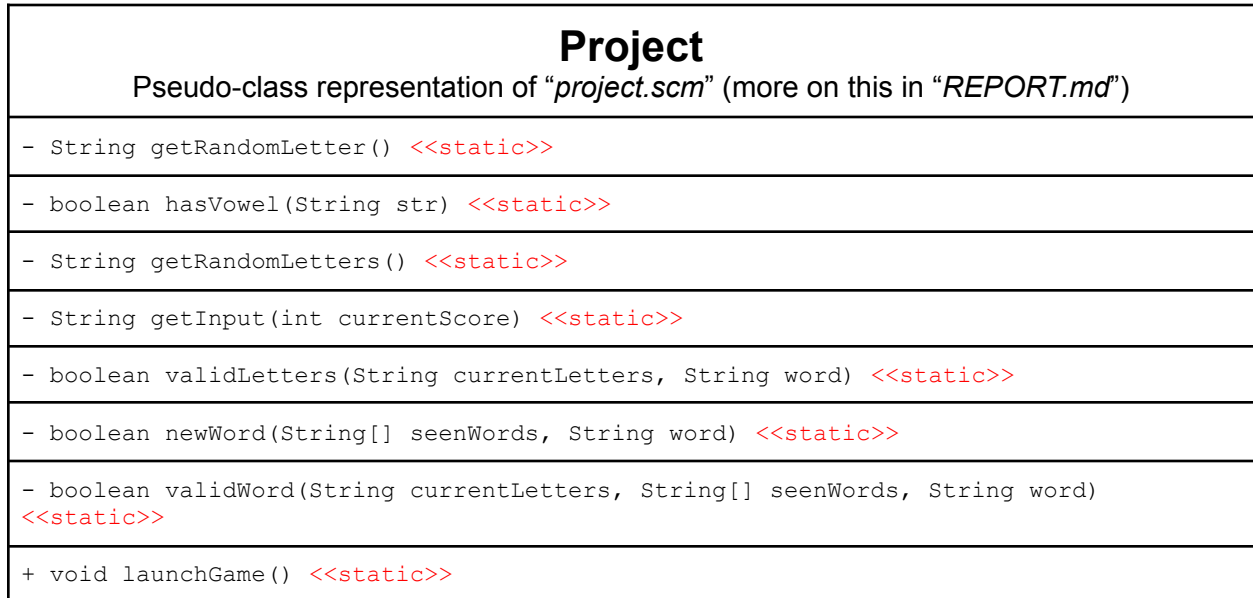 Project
Pseudo-class representation of “project.scm” (more on this in “REPORT.md”)
- String getRandomLetter() <<static>>
- boolean hasVowel(String str) <<static>>
- String getRandomLetters() <<static>>
- String getInput(int currentScore) <<static>>
- boolean validLetters(String currentLetters, String word) <<static>>
- boolean newWord(String[] seenWords, String word) <<static>>
- boolean validWord(String currentLetters, String[] seenWords, String word)
<<static>>
+ void launchGame() <<static>>